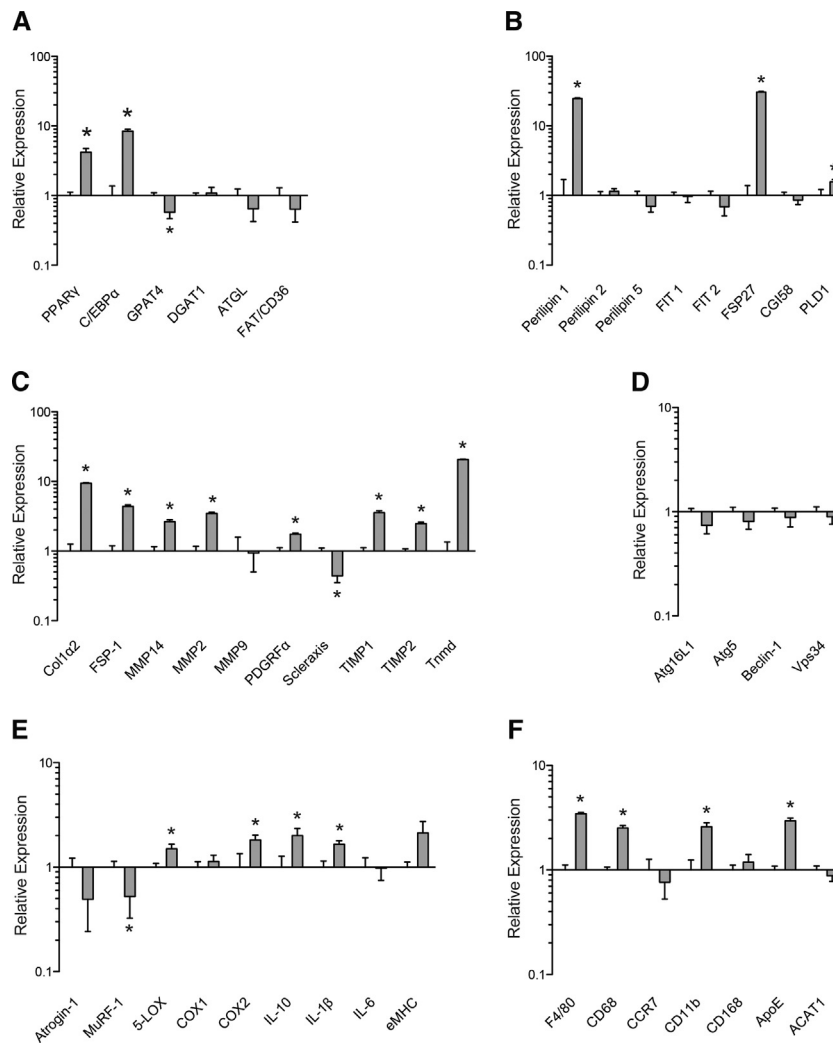 A
Relative Expression
100
10
1
0.1
*
*
*
PPARγ
C/EBPα
GPAT4
DGAT1
ATGL
FAT/CD36
B
Relative Expression
100
10
1
0.1
*
*
*
Perilipin 1
Perilipin 2
Perilipin 5
FIT 1
FIT 2
FSP27
CGI58
PLD1
C
Relative Expression
100
10
1
0.1
*
*
*
*
*
*
*
*
*
Col1α2
FSP-1
MMP14
MMP2
MMP9
PDGRFα
Scleraxis
TIMP1
TIMP2
Tnmd
D
Relative Expression
10
1
0.1
Atg16L1
Atg5
Beclin-1
Vps34
E
Relative Expression
10
1
0.1
*
*
*
*
*
Atrogin-1
MuRF-1
5-LOX
COX1
COX2
IL-10
IL-1β
IL-6
eMHC
F
Relative Expression
10
1
0.1
*
*
*
*
F4/80
CD68
CCR7
CD11b
CD168
ApoE
ACAT1